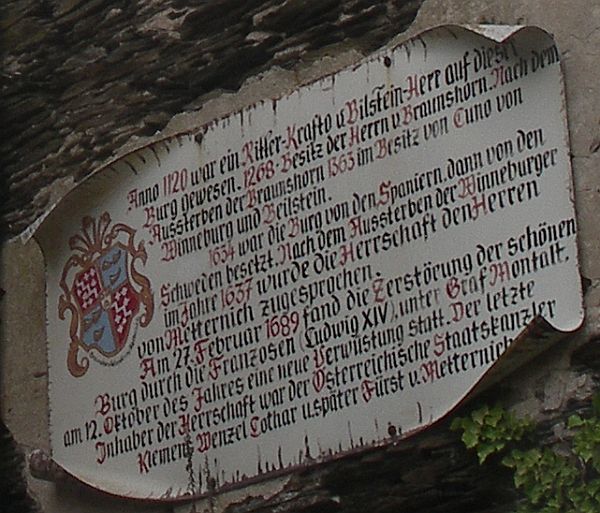 Anno 1120 war ein Ritter-Krafto v. Bilstein-Herr auf dieser
Burg gewesen. 1268-Besitz der Herrn v. Braunshorn. Nach dem
Aussterben der Braunshorn 1363 im Besitz von Cuno von
Winneburg und Beilstein.
1634 war die Burg von den Spaniern, dann von den
Schweden besetzt. Nach dem Aussterben der Winneburger
im Jahre 1637 wurde die Herrschaft den Herren
von Metternich zugesprochen.
Am 27. Februar 1689 fand die Zerstörung der schönen
Burg durch die Franzosen (Ludwig XIV), unter Graf Montalt.
am 12. Oktober des Jahres eine neue Verwüstung statt. Der letzte
Inhaber der Herrschaft war der Österreichische Staatskanzler
Klemens Wenzel Lothar u. später Fürst v. Metternich